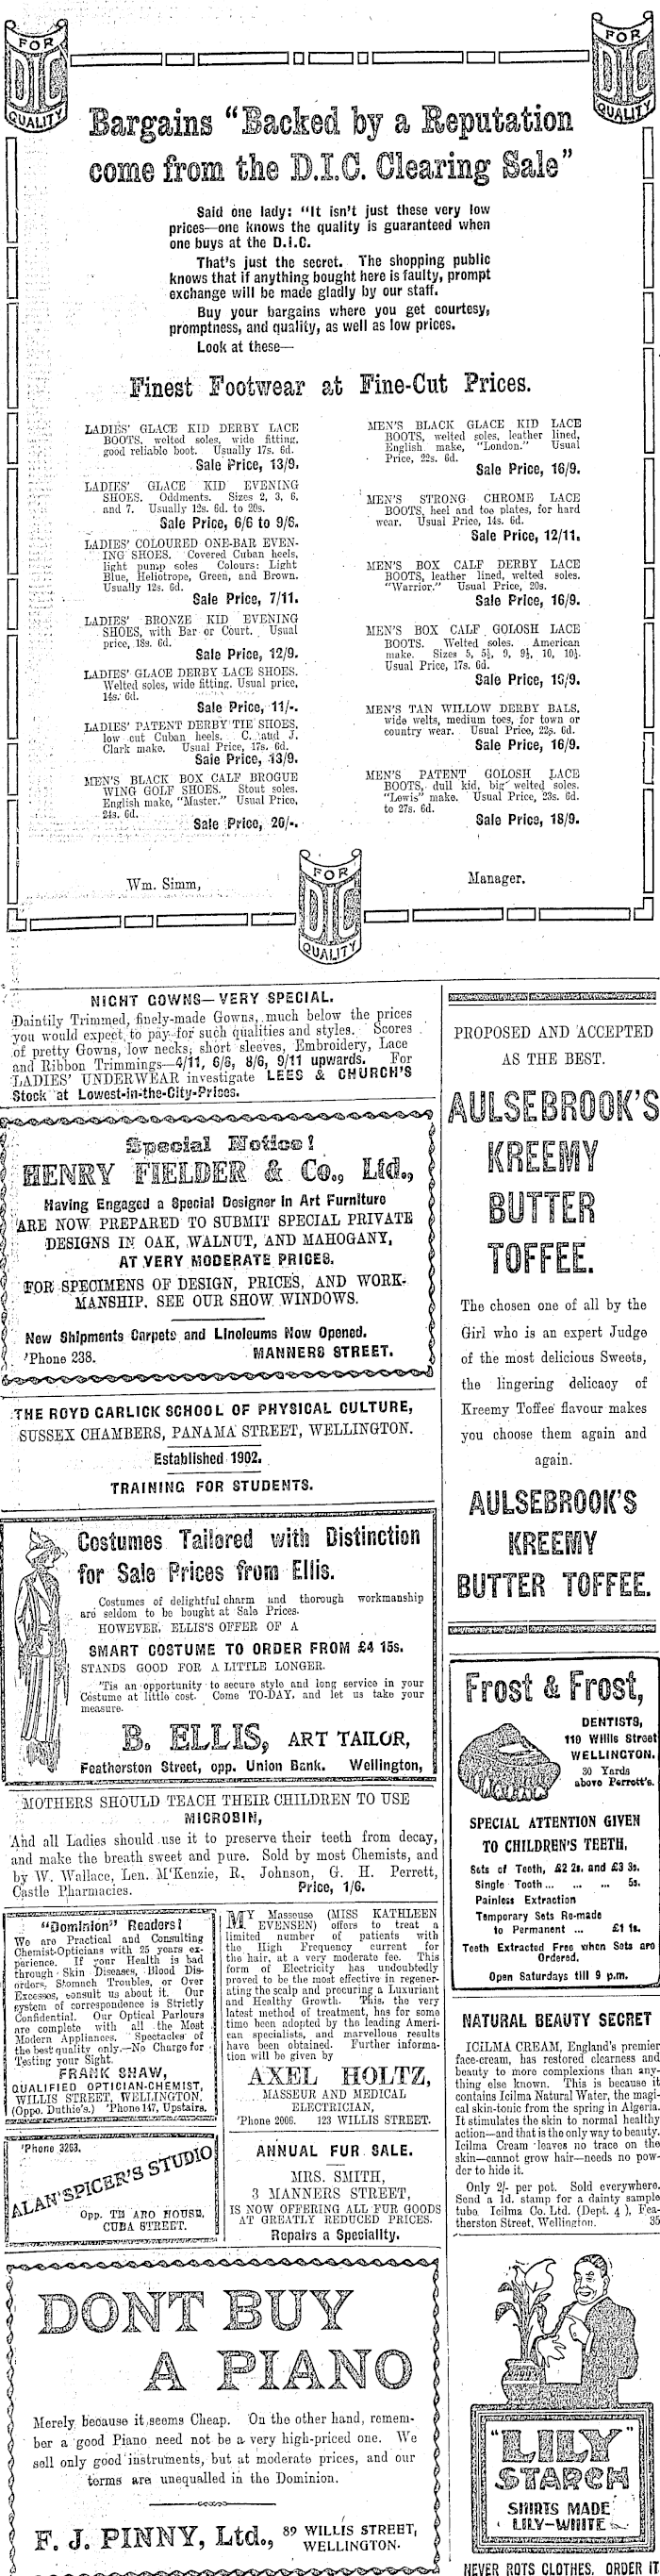 FOR
DIC
QUALITY
FOR
DIC
QUALITY
Bargains "Backed by a Reputation
come from the D.I.C. Clearing Sale"
Said one lady: "It isn't just these very low
prices—one knows the quality is guaranteed when
one buys at the D.I.C.
That's just the secret. The shopping public
knows that if anything bought here is faulty, prompt
exchange will be made gladly by our staff.
Buy your bargains where you get courtesy,
promptness, and quality, as well as low prices.
Look at these—
Finest Footwear at Fine-Cut Prices.
LADIES' GLACE KID DERBY LACE
BOOTS, welted soles, wide fitting,
good reliable boot. Usually 17s. 6d.
Sale Price, 13/9.
LADIES' GLACE KID EVENING
SHOES. Oddments. Sizes 2, 3, 6,
and 7. Usually 12s. 6d. to 20s.
Sale Price, 6/6 to 9/6.
LADIES' COLOURED ONE-BAR EVEN-
ING SHOES. Covered Cuban heels,
light pump soles Colours: Light
Blue, Heliotrope, Green, and Brown.
Usually 12s. 6d.
Sale Price, 7/11.
LADIES' BRONZE KID EVENING
SHOES, with Bar or Court. Usual
price, 18s. 6d.
Sale Price, 12/9.
LADIES' GLACE DERBY LACE SHOES.
Welted soles, wide fitting. Usual price,
14s. 6d.
Sale Price, 11/-.
LADIES' PATENT DERBY TIE SHOES.
low cut Cuban heels. C. and J.
Clark make. Usual Price, 17s. 6d.
Sale Price, 13/9.
MEN'S BLACK BOX CALF BROGUE
WING GOLF SHOES. Stout soles.
English make, "Master." Usual Price,
24s. 6d.
Sale Price, 20/-.
MEN'S BLACK GLACE KID LACE
BOOTS, welted soles, leather lined,
English make, "London." Usual
Price, 22s. 6d.
Sale Price, 16/9.
MEN'S STRONG CHROME LACE
BOOTS, heel and toe plates, for hard
wear. Usual Price, 14s. 6d.
Sale Price, 12/11.
MEN'S BOX CALF DERBY LACE
BOOTS, leather lined, welted soles.
"Warrior." Usual Price, 20s.
Sale Price, 16/9.
MEN'S BOX CALF GOLOSH LACE
BOOTS. Welted soles. American
make. Sizes 5, 5½, 9, 9½, 10, 10½.
Usual Price, 17s. 6d.
Sale Price, 13/9.
MEN'S TAN WILLOW DERBY BALS,
wide welts, medium toes, for town or
country wear. Usual Price, 22s. 6d.
Sale Price, 16/9.
MEN'S PATENT GOLOSH LACE
BOOTS, dull kid, big welted soles.
"Lewis" make. Usual Price, 23s. 6d.
to 27s. 6d.
Sale Price, 18/9.
Wm. Simm,
Manager.
FOR
DIC
QUALITY
NIGHT GOWNS—VERY SPECIAL.
Daintily Trimmed, finely-made Gowns, much below the prices
you would expect to pay for such qualities and styles. Scores
of pretty Gowns, low necks, short sleeves, Embroidery, Lace
and Ribbon Trimmings—4/11, 6/6, 8/6, 9/11 upwards. For
LADIES' UNDERWEAR investigate LEES & CHURCH'S
Stock at Lowest-in-the-City-Prices.
Special Notice!
HENRY FIELDER & Co., Ltd.,
Having Engaged a Special Designer in Art Furniture
ARE NOW PREPARED TO SUBMIT SPECIAL PRIVATE
DESIGNS IN OAK, WALNUT, AND MAHOGANY,
AT VERY MODERATE PRICES.
FOR SPECIMENS OF DESIGN, PRICES, AND WORK-
MANSHIP, SEE OUR SHOW WINDOWS.
New Shipments Carpets and Linoleums Now Opened.
'Phone 238. MANNERS STREET.
THE ROYD GARLICK SCHOOL OF PHYSICAL CULTURE,
SUSSEX CHAMBERS, PANAMA STREET, WELLINGTON.
Established 1902.
TRAINING FOR STUDENTS.
Costumes Tailored with Distinction
for Sale Prices from Ellis.
Costumes of delightful charm and thorough workmanship
are seldom to be bought at Sale Prices.
HOWEVER, ELLIS'S OFFER OF A
SMART COSTUME TO ORDER FROM £4 15s.
STANDS GOOD FOR A LITTLE LONGER.
'Tis an opportunity to secure style and long service in your
Costume at little cost. Come TO-DAY, and let us take your
measure.
B. ELLIS, ART TAILOR,
Featherston Street, opp. Union Bank. Wellington,
MOTHERS SHOULD TEACH THEIR CHILDREN TO USE
MICROBIN,
And all Ladies should use it to preserve their teeth from decay,
and make the breath sweet and pure. Sold by most Chemists, and
by W. Wallace, Len. M'Kenzie, R. Johnson, G. H. Perrett,
Castle Pharmacies. Price, 1/6.
"Dominion" Readers!
We are Practical and Consulting
Chemist-Opticians with 25 years ex-
perience. If your Health is bad
through Skin Diseases, Blood Dis-
orders, Stomach Troubles, or Over
Excesses, consult us about it. Our
system of correspondence is Strictly
Confidential. Our Optical Parlours
are complete with all the Most
Modern Appliances. Spectacles of
the best quality only.—No Charge for
Testing your Sight.
FRANK SHAW,
QUALIFIED OPTICIAN-CHEMIST,
WILLIS STREET, WELLINGTON.
(Oppo. Duthie's.) 'Phone 147, Upstairs.
'Phone 3263.
ALAN SPICER'S STUDIO
Opp. TE ARO HOUSE,
CUBA STREET.
MY Masseuse (MISS KATHLEEN
EVENSEN) offers to treat a
limited number of patients with
the High Frequency current for
the hair, at a very moderate fee. This
form of Electricity has undoubtedly
proved to be the most effective in regener-
ating the scalp and procuring a Luxuriant
and Healthy Growth. This, the very
latest method of treatment, has for some
time been adopted by the leading Ameri-
can specialists, and marvellous results
have been obtained. Further informa-
tion will be given by
AXEL HOLTZ,
MASSEUR AND MEDICAL
ELECTRICIAN,
'Phone 2006. 123 WILLIS STREET.
ANNUAL FUR SALE.
MRS. SMITH,
3 MANNERS STREET,
IS NOW OFFERING ALL FUR GOODS
AT GREATLY REDUCED PRICES.
Repairs a Speciality.
DONT BUY
A PIANO
Merely because it seems Cheap. On the other hand, remem-
ber a good Piano need not be a very high-priced one. We
sell only good instruments, but at moderate prices, and our
terms are unequalled in the Dominion.
F. J. PINNY, Ltd., 89 WILLIS STREET,
WELLINGTON.
PROPOSED AND ACCEPTED
AS THE BEST.
AULSEBROOK'S
KREEMY
BUTTER
TOFFEE.
The chosen one of all by the
Girl who is an expert Judge
of the most delicious Sweets,
the lingering delicacy of
Kreemy Toffee flavour makes
you choose them again and
again.
AULSEBROOK'S
KREEMY
BUTTER TOFFEE.
Frost & Frost,
DENTISTS,
110 Willis Street
WELLINGTON.
30 Yards
above Perrott's.
SPECIAL ATTENTION GIVEN
TO CHILDREN'S TEETH,
Sets of Teeth, £2 2s. and £3 3s.
Single Tooth ... ... ... 5s.
Painless Extraction
Temporary Sets Re-made
to Permanent ... £1 1s.
Teeth Extracted Free when Sets are
Ordered.
Open Saturdays till 9 p.m.
NATURAL BEAUTY SECRET
ICILMA CREAM, England's premier
face-cream, has restored clearness and
beauty to more complexions than any-
thing else known. This is because it
contains Icilma Natural Water, the magi-
cal skin-tonic from the spring in Algeria.
It stimulates the skin to normal healthy
action—and that is the only way to beauty.
Icilma Cream leaves no trace on the
skin—cannot grow hair—needs no pow-
der to hide it.
Only 2/- per pot. Sold everywhere.
Send a 1d. stamp for a dainty sample
tube Icilma Co. Ltd. (Dept. 4 ), Fea-
therston Street, Wellington. 35
"LILY"
STARCH
SHIRTS MADE
LILY-WHITE
NEVER ROTS CLOTHES. ORDER IT